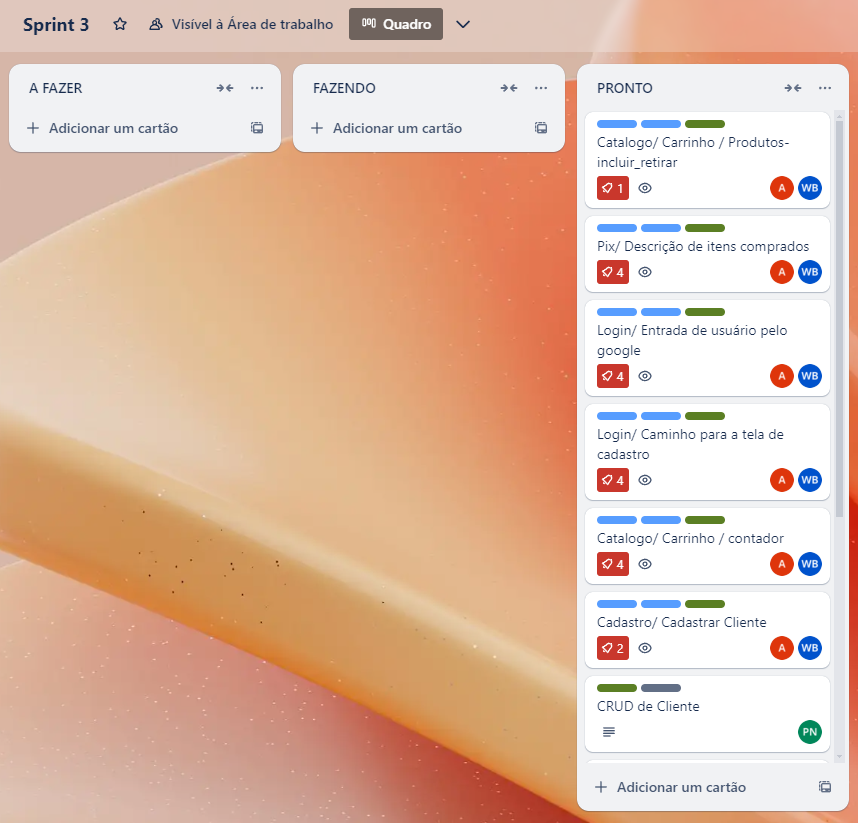 Sprint 3
Visível à Área de trabalho
Quadro
A FAZER
Adicionar um cartão
FAZENDO
Adicionar um cartão
PRONTO
Catalogo/ Carrinho / Produtos-
incluir_retirar
1
A
WB
Pix/ Descrição de itens comprados
4
A
WB
Login/ Entrada de usuário pelo
google
4
A
WB
Login/ Caminho para a tela de
cadastro
4
A
WB
Catalogo/ Carrinho / contador
4
A
WB
Cadastro/ Cadastrar Cliente
2
A
WB
CRUD de Cliente
PN
Adicionar um cartão